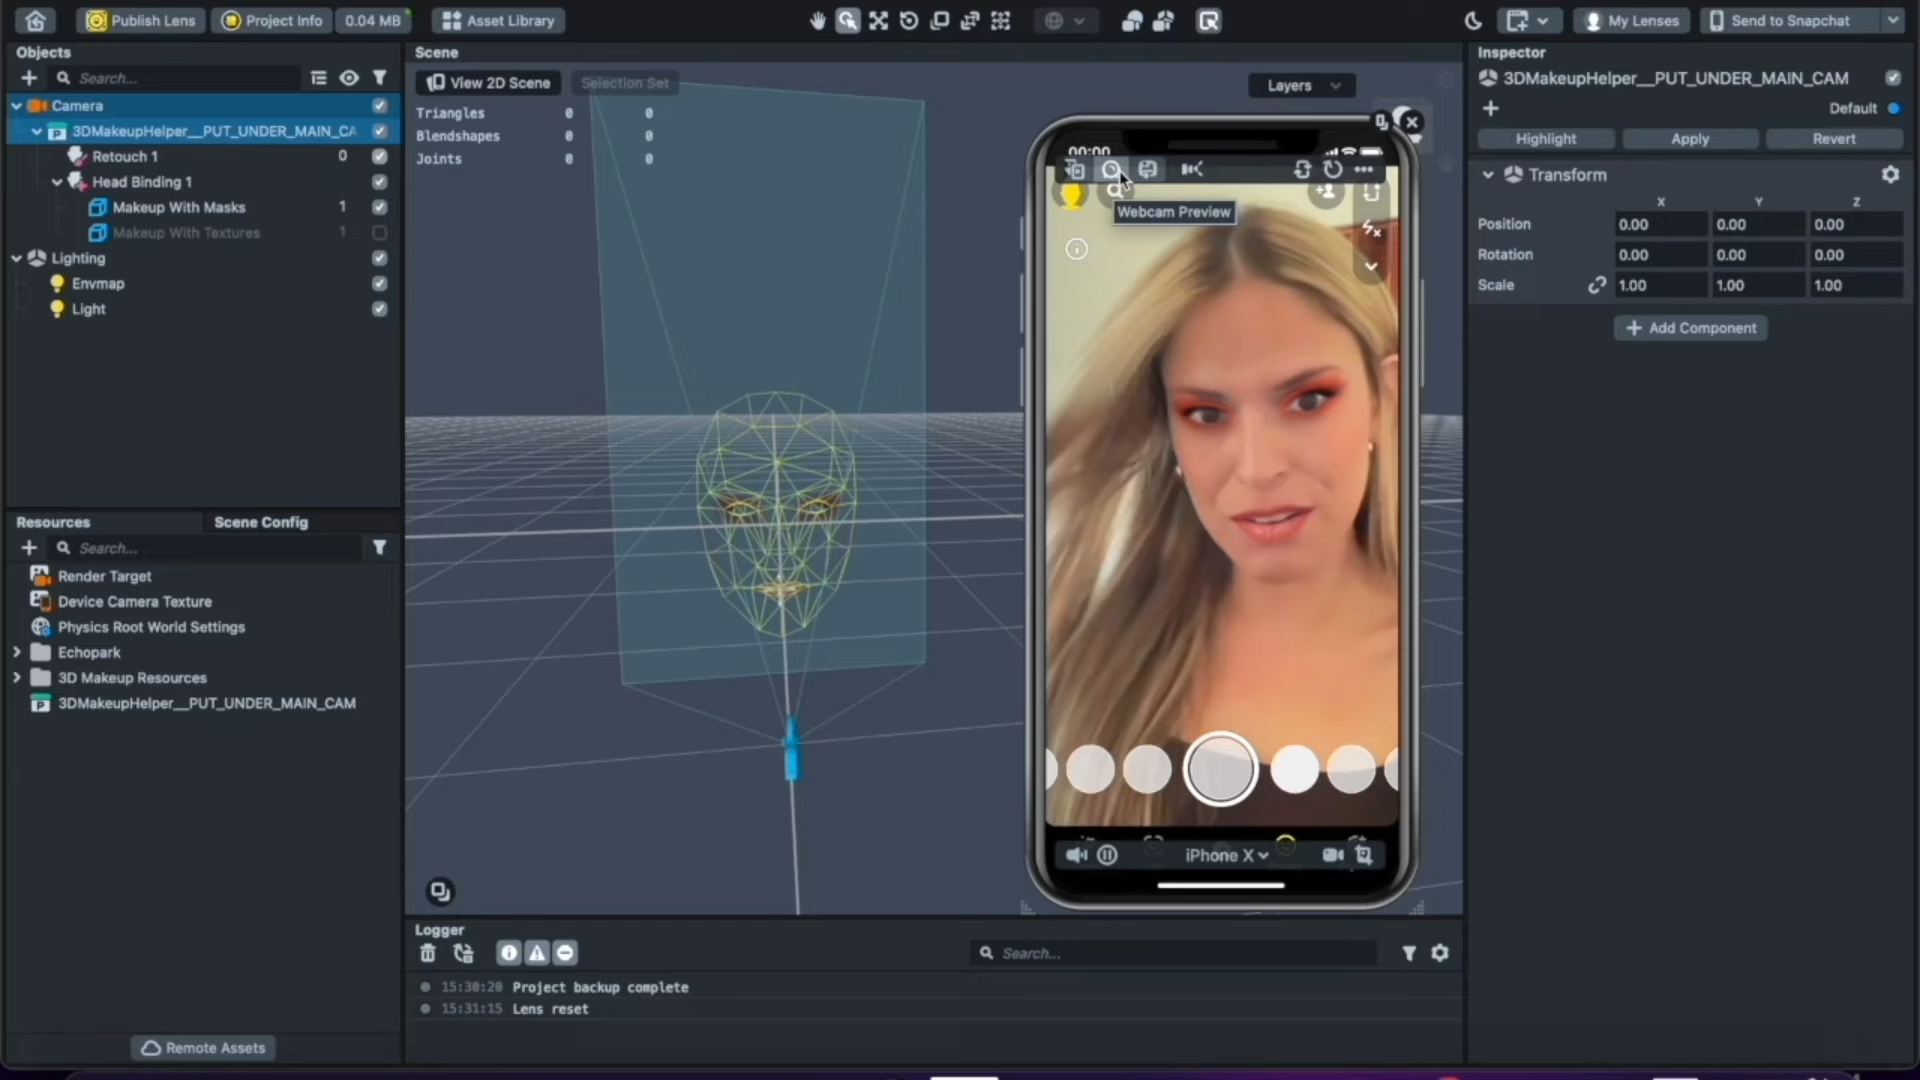 Publish Lens
Project Info
0.04 MB
Asset Library
My Lenses
Send to Snapchat
Objects
Search...
Camera
3DMakeupHelper__PUT_UNDER_MAIN_CA
Retouch 1
0
Head Binding 1
Makeup With Masks
1
Makeup With Textures
1
Lighting
Envmap
Light
Resources
Scene Config
Search...
Render Target
Device Camera Texture
Physics Root World Settings
Echopark
3D Makeup Resources
3DMakeupHelper__PUT_UNDER_MAIN_CAM
Remote Assets
Scene
View 2D Scene
Selection Set
Layers
Triangles 0 0
Blendshapes 0 0
Joints 0 0
00:00
Webcam Preview
iPhone X
Logger
Search...
15:30:20 Project backup complete
15:31:15 Lens reset
Inspector
3DMakeupHelper__PUT_UNDER_MAIN_CAM
Default
Highlight
Apply
Revert
Transform
X Y Z
Position 0.00 0.00 0.00
Rotation 0.00 0.00 0.00
Scale 1.00 1.00 1.00
Add Component